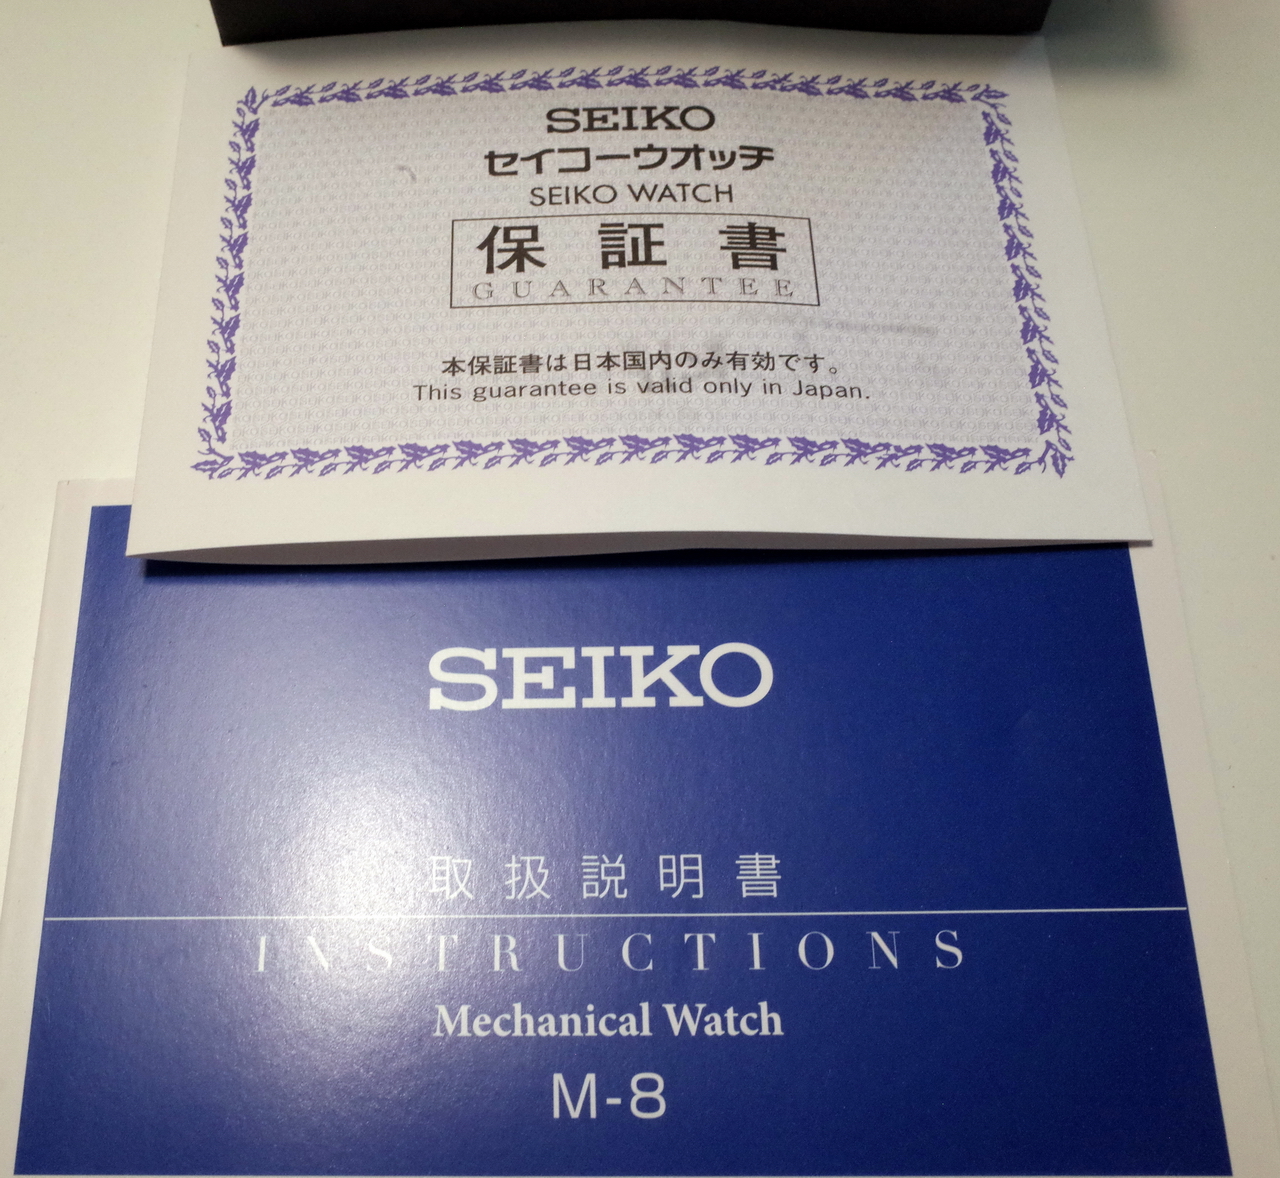 SEIKO
セイコーウオッチ
SEIKO WATCH
保証書
GUARANTEE
本保証書は日本国内のみ有効です。
This guarantee is valid only in Japan.
SEIKO
取扱説明書
INSTRUCTIONS
Mechanical Watch
M-8